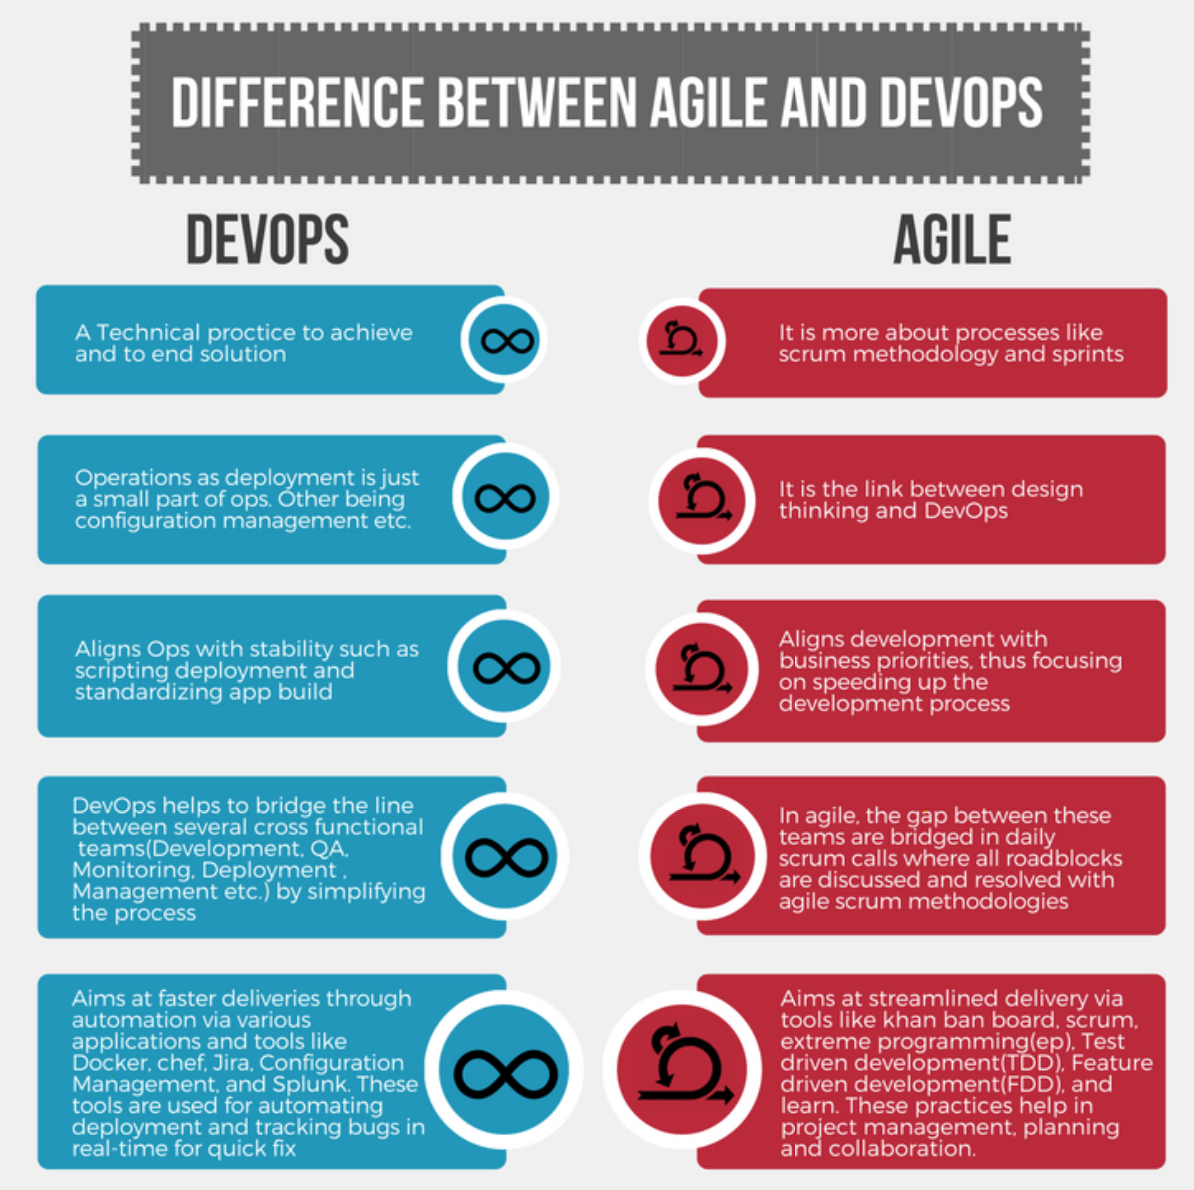 DIFFERENCE BETWEEN AGILE AND DEVOPS
DEVOPS
A Technical proctice to achieve
and to end solution
Operations as deployment is just
a small part of ops. Other being
configuration management etc.
Aligns Ops with stability such as
scripting deployment and
standardizing app build
DevOps helps to bridge the line
between several cross functional
teams(Development, QA,
Monitoring, Deployment ,
Management etc.) by simplifying
the process
Aims at faster deliveries through
automation via various
applications and tools like
Docker, chef, Jira, Configuration
Management, and Splunk. These
tools are used for automating
deployment and tracking bugs in
real-time for quick fix
AGILE
It is more about processes like
scrum methodology and sprints
It is the link between design
thinking and DevOps
Aligns development with
business priorities, thus focusing
on speeding up the
development process
In agile, the gap between these
teams are bridged in daily
scrum calls where all roadblocks
are discussed and resolved with
agile scrum methodologies
Aims at streamlined delivery via
tools like khan ban board, scrum,
extreme programming(ep), Test
driven development(TDD), Feature
driven development(FDD), and
learn. These practices help in
project management, planning
and collaboration.